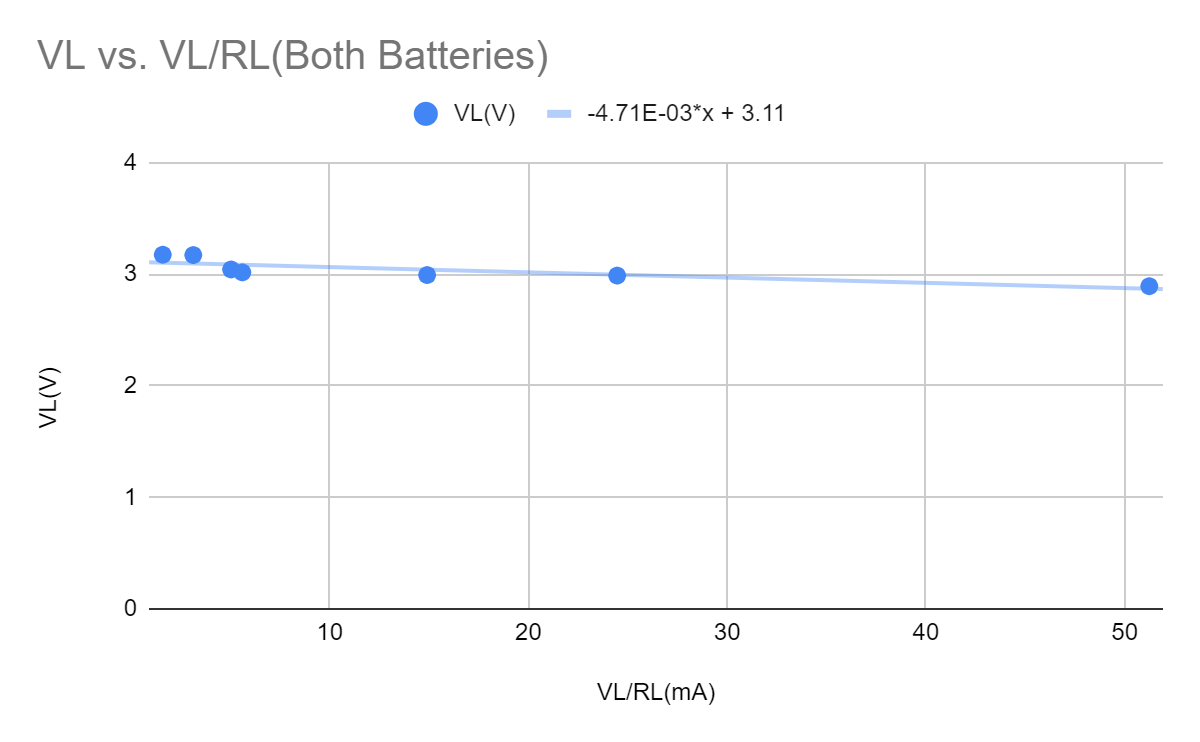 VL vs. VL/RL(Both Batteries)
VL(V) -4.71E-03*x + 3.11
4
3
2
1
0
VL(V)
10 20 30 40 50
VL/RL(mA)